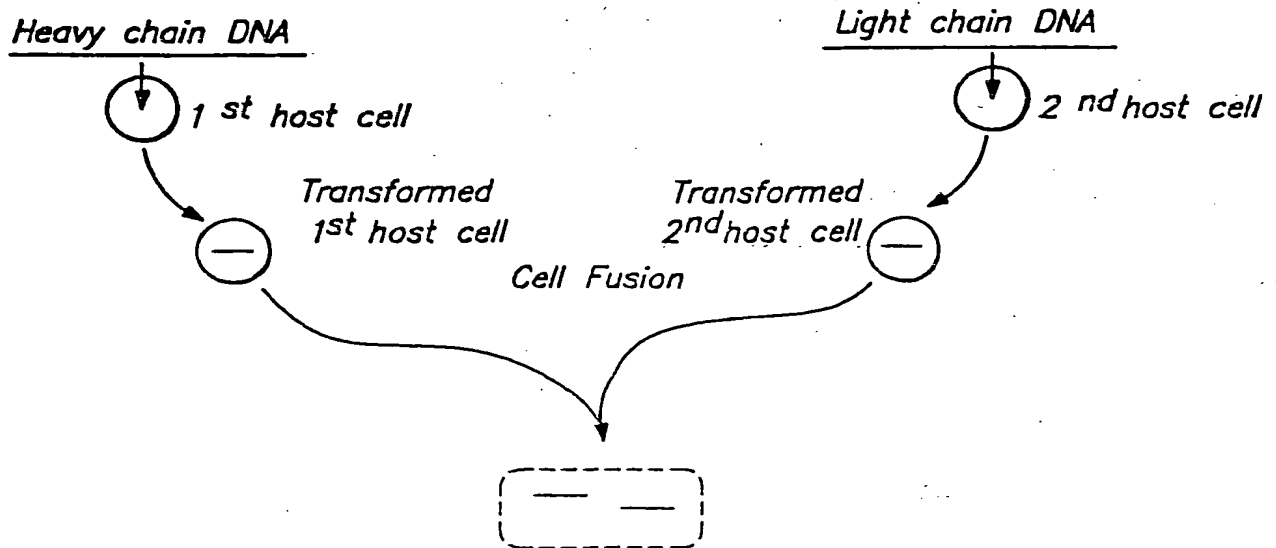 Heavy chain DNA
Light chain DNA
1 st host cell
2 nd host cell
Transformed
1st host cell
Transformed
2nd host cell
Cell Fusion